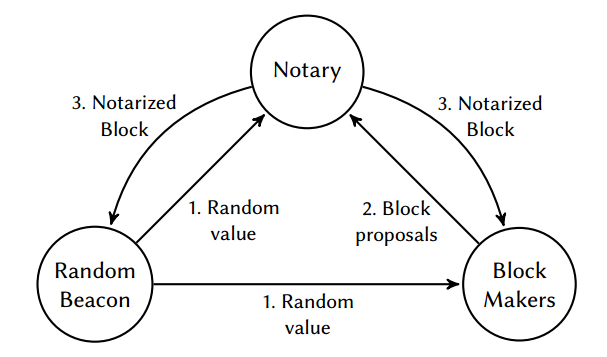 Notary
3. Notarized
Block
3. Notarized
Block
1. Random
value
2. Block
proposals
Random
Beacon
Block
Makers
1. Random
value